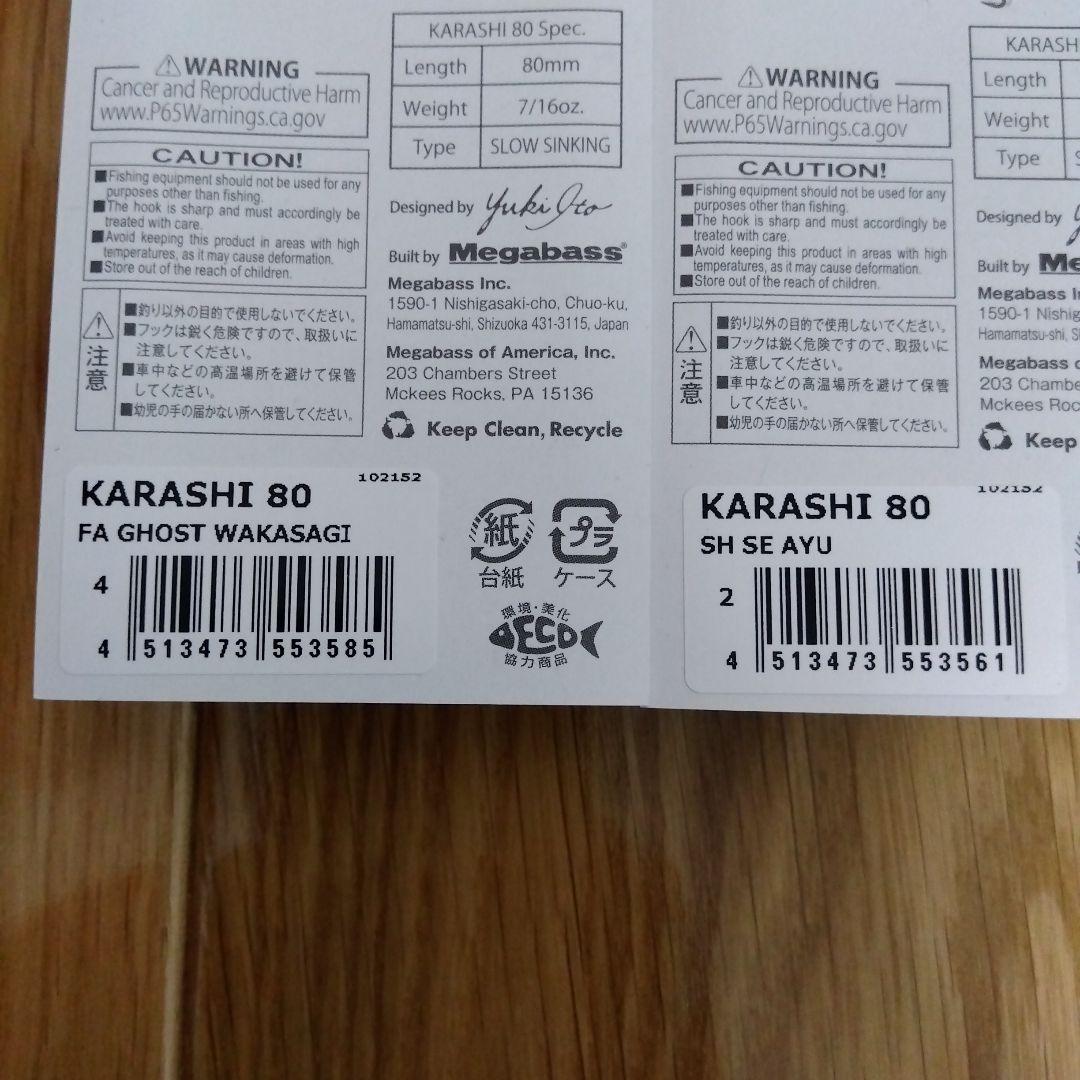 KARASHI 80 Spec.
Length 80mm
Weight 7/16oz.
Type SLOW SINKING
⚠WARNING
Cancer and Reproductive Harm
www.P65Warnings.ca.gov
CAUTION!
■Fishing equipment should not be used for any
purposes other than fishing.
■The hook is sharp and must accordingly be
treated with care.
■Avoid keeping this product in areas with high
temperatures, as it may cause deformation.
■Store out of the reach of children.
注意
■釣り以外の目的で使用しないでください。
■フックは鋭く危険ですので、取扱いに
注意してください。
■車中などの高温場所を避けて保管
してください。
■幼児の手の届かない所へ保管してください。
Designed by Yuki Ito
Built by Megabass®
Megabass Inc.
1590-1 Nishigasaki-cho, Chuo-ku,
Hamamatsu-shi, Shizuoka 431-3115, Japan
Megabass of America, Inc.
203 Chambers Street
Mckees Rocks, PA 15136
Keep Clean, Recycle
102152
KARASHI 80
FA GHOST WAKASAGI
4
4 513473 553585
紙
台紙
プラ
ケース
環境・美化
ECO
協力商品
KARASH
Length
Weight
Type S
⚠WARNING
Cancer and Reproductive Harm
www.P65Warnings.ca.gov
CAUTION!
■Fishing equipment should not be used for any
purposes other than fishing.
■The hook is sharp and must accordingly be
treated with care.
■Avoid keeping this product in areas with high
temperatures, as it may cause deformation.
■Store out of the reach of children.
注意
■釣り以外の目的で使用しないでください。
■フックは鋭く危険ですので、取扱いに
注意してください。
■車中などの高温場所を避けて保管
してください。
■幼児の手の届かない所へ保管してください。
Designed by
Built by Me
Megabass I
1590-1 Nishig
Hamamatsu-shi, S
Megabass o
203 Chambe
Mckees Roc
Keep
102152
KARASHI 80
SH SE AYU
2
4 513473 553561